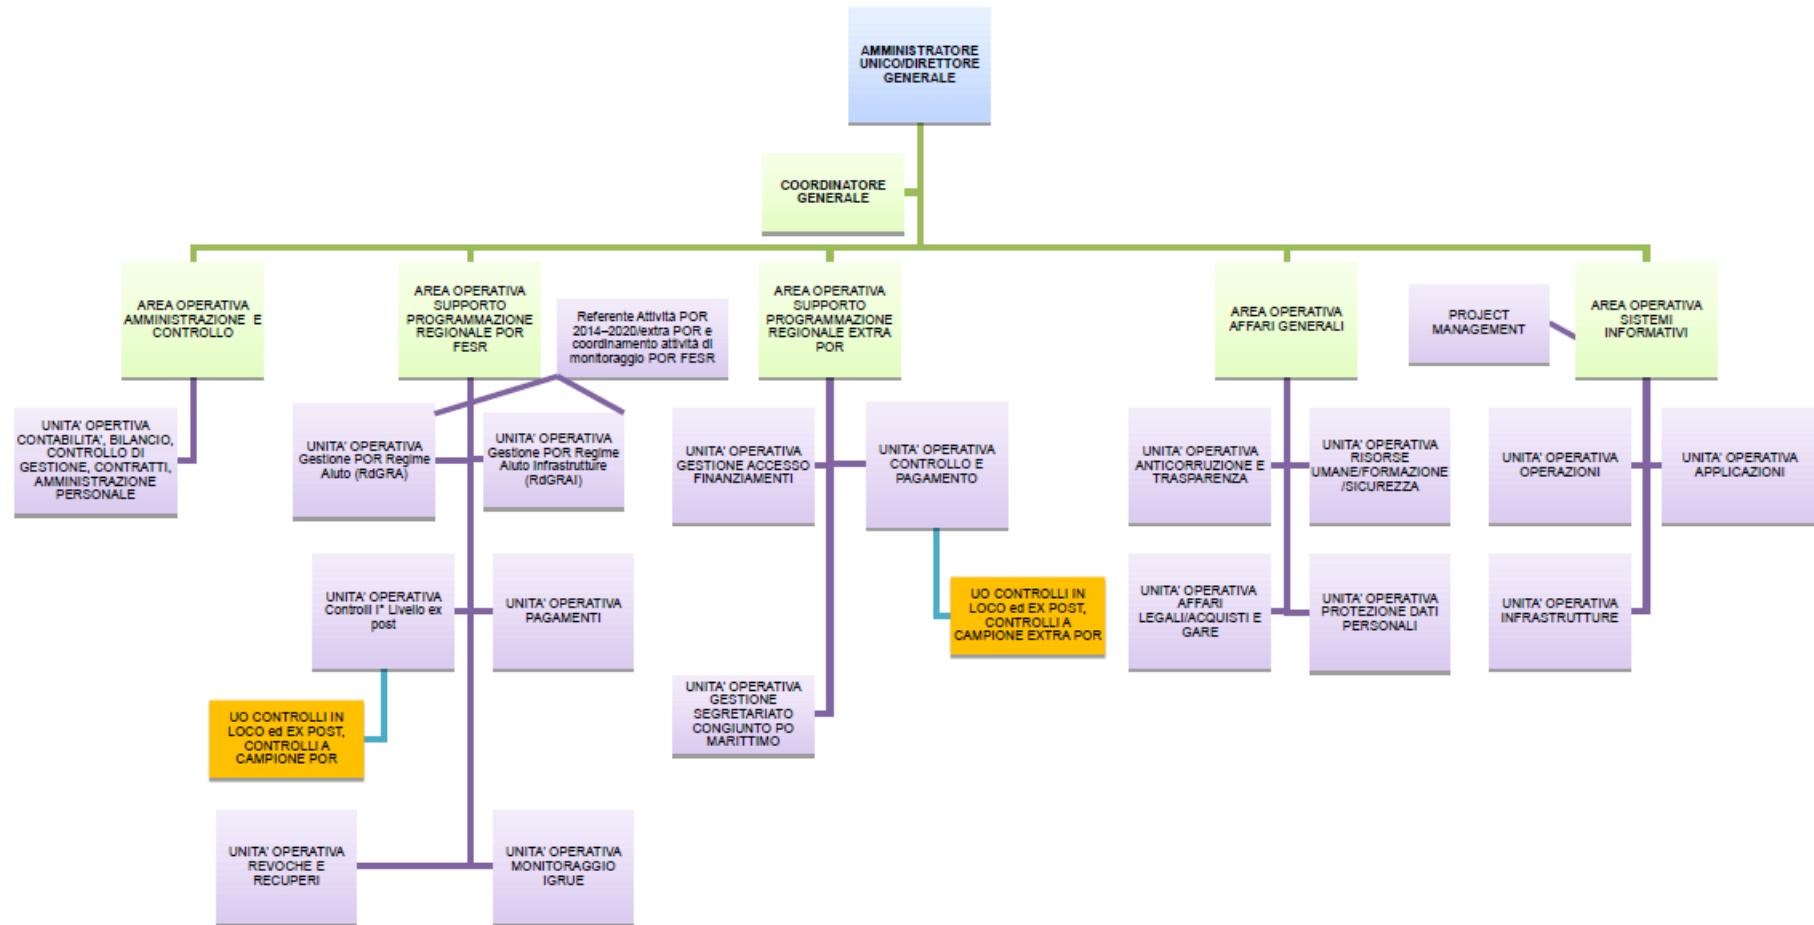 AMMINISTRATORE
UNICO/DIRETTORE
GENERALE
COORDINATORE
GENERALE
AREA OPERATIVA
AMMINISTRAZIONE E
CONTROLLO
AREA OPERATIVA
SUPPORTO
PROGRAMMAZIONE
REGIONALE POR
FESR
Referente Attività POR
2014–2020/extra POR e
coordinamento attività di
monitoraggio POR FESR
AREA OPERATIVA
SUPPORTO
PROGRAMMAZIONE
REGIONALE EXTRA
POR
AREA OPERATIVA
AFFARI GENERALI
PROJECT
MANAGEMENT
AREA OPERATIVA
SISTEMI
INFORMATIVI
UNITA' OPERTIVA
CONTABILITA', BILANCIO,
CONTROLLO DI
GESTIONE, CONTRATTI,
AMMINISTRAZIONE
PERSONALE
UNITA' OPERATIVA
Gestione POR Regime
Aiuto (RdGRA)
UNITA' OPERATIVA
Gestione POR Regime
Aiuto Infrastrutture
(RdGRAI)
UNITA' OPERATIVA
GESTIONE ACCESSO
FINANZIAMENTI
UNITA' OPERATIVA
CONTROLLO E
PAGAMENTO
UNITA' OPERATIVA
ANTICORRUZIONE E
TRASPARENZA
UNITA' OPERATIVA
RISORSE
UMANE/FORMAZIONE
/SICUREZZA
UNITA' OPERATIVA
OPERAZIONI
UNITA' OPERATIVA
APPLICAZIONI
UNITA' OPERATIVA
Controlli I° Livello ex
post
UNITA' OPERATIVA
PAGAMENTI
UO CONTROLLI IN
LOCO ed EX POST,
CONTROLLI A
CAMPIONE EXTRA POR
UNITA' OPERATIVA
AFFARI
LEGALI/ACQUISTI E
GARE
UNITA' OPERATIVA
PROTEZIONE DATI
PERSONALI
UNITA' OPERATIVA
INFRASTRUTTURE
UO CONTROLLI IN
LOCO ed EX POST,
CONTROLLI A
CAMPIONE POR
UNITA' OPERATIVA
GESTIONE
SEGRETARIATO
CONGIUNTO PO
MARITTIMO
UNITA' OPERATIVA
REVOCHE E
RECUPERI
UNITA' OPERATIVA
MONITORAGGIO
IGRUE